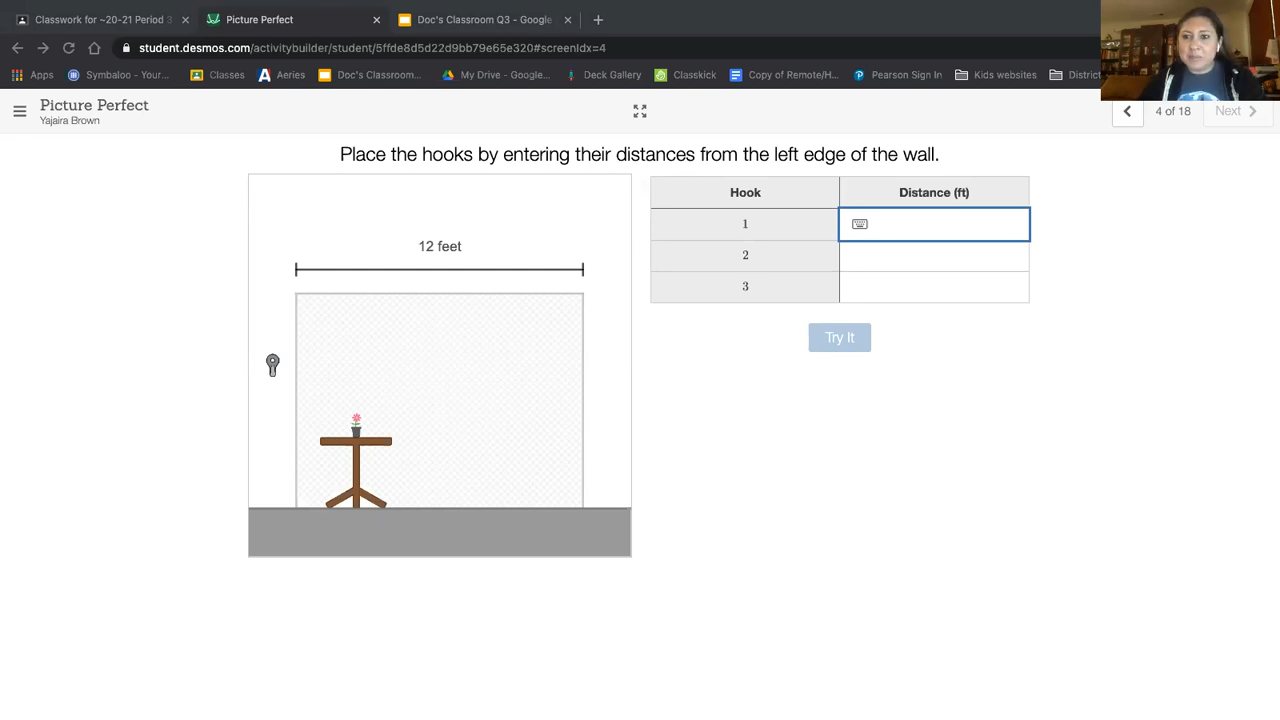 Classwork for ~20-21 Period 3
Picture Perfect
Doc's Classroom Q3 - Google
student.desmos.com/activitybuilder/student/5ffde8d5d22d9bb79e65e320#screenIdx=4
Apps
Symbaloo - Your...
Classes
Aeries
Doc's Classroom...
My Drive - Google...
Deck Gallery
Classkick
Copy of Remote/H...
Pearson Sign In
Kids websites
District
Picture Perfect
Yajaira Brown
4 of 18
Next
Place the hooks by entering their distances from the left edge of the wall.
12 feet
Hook Distance (ft)
1
2
3
Try It